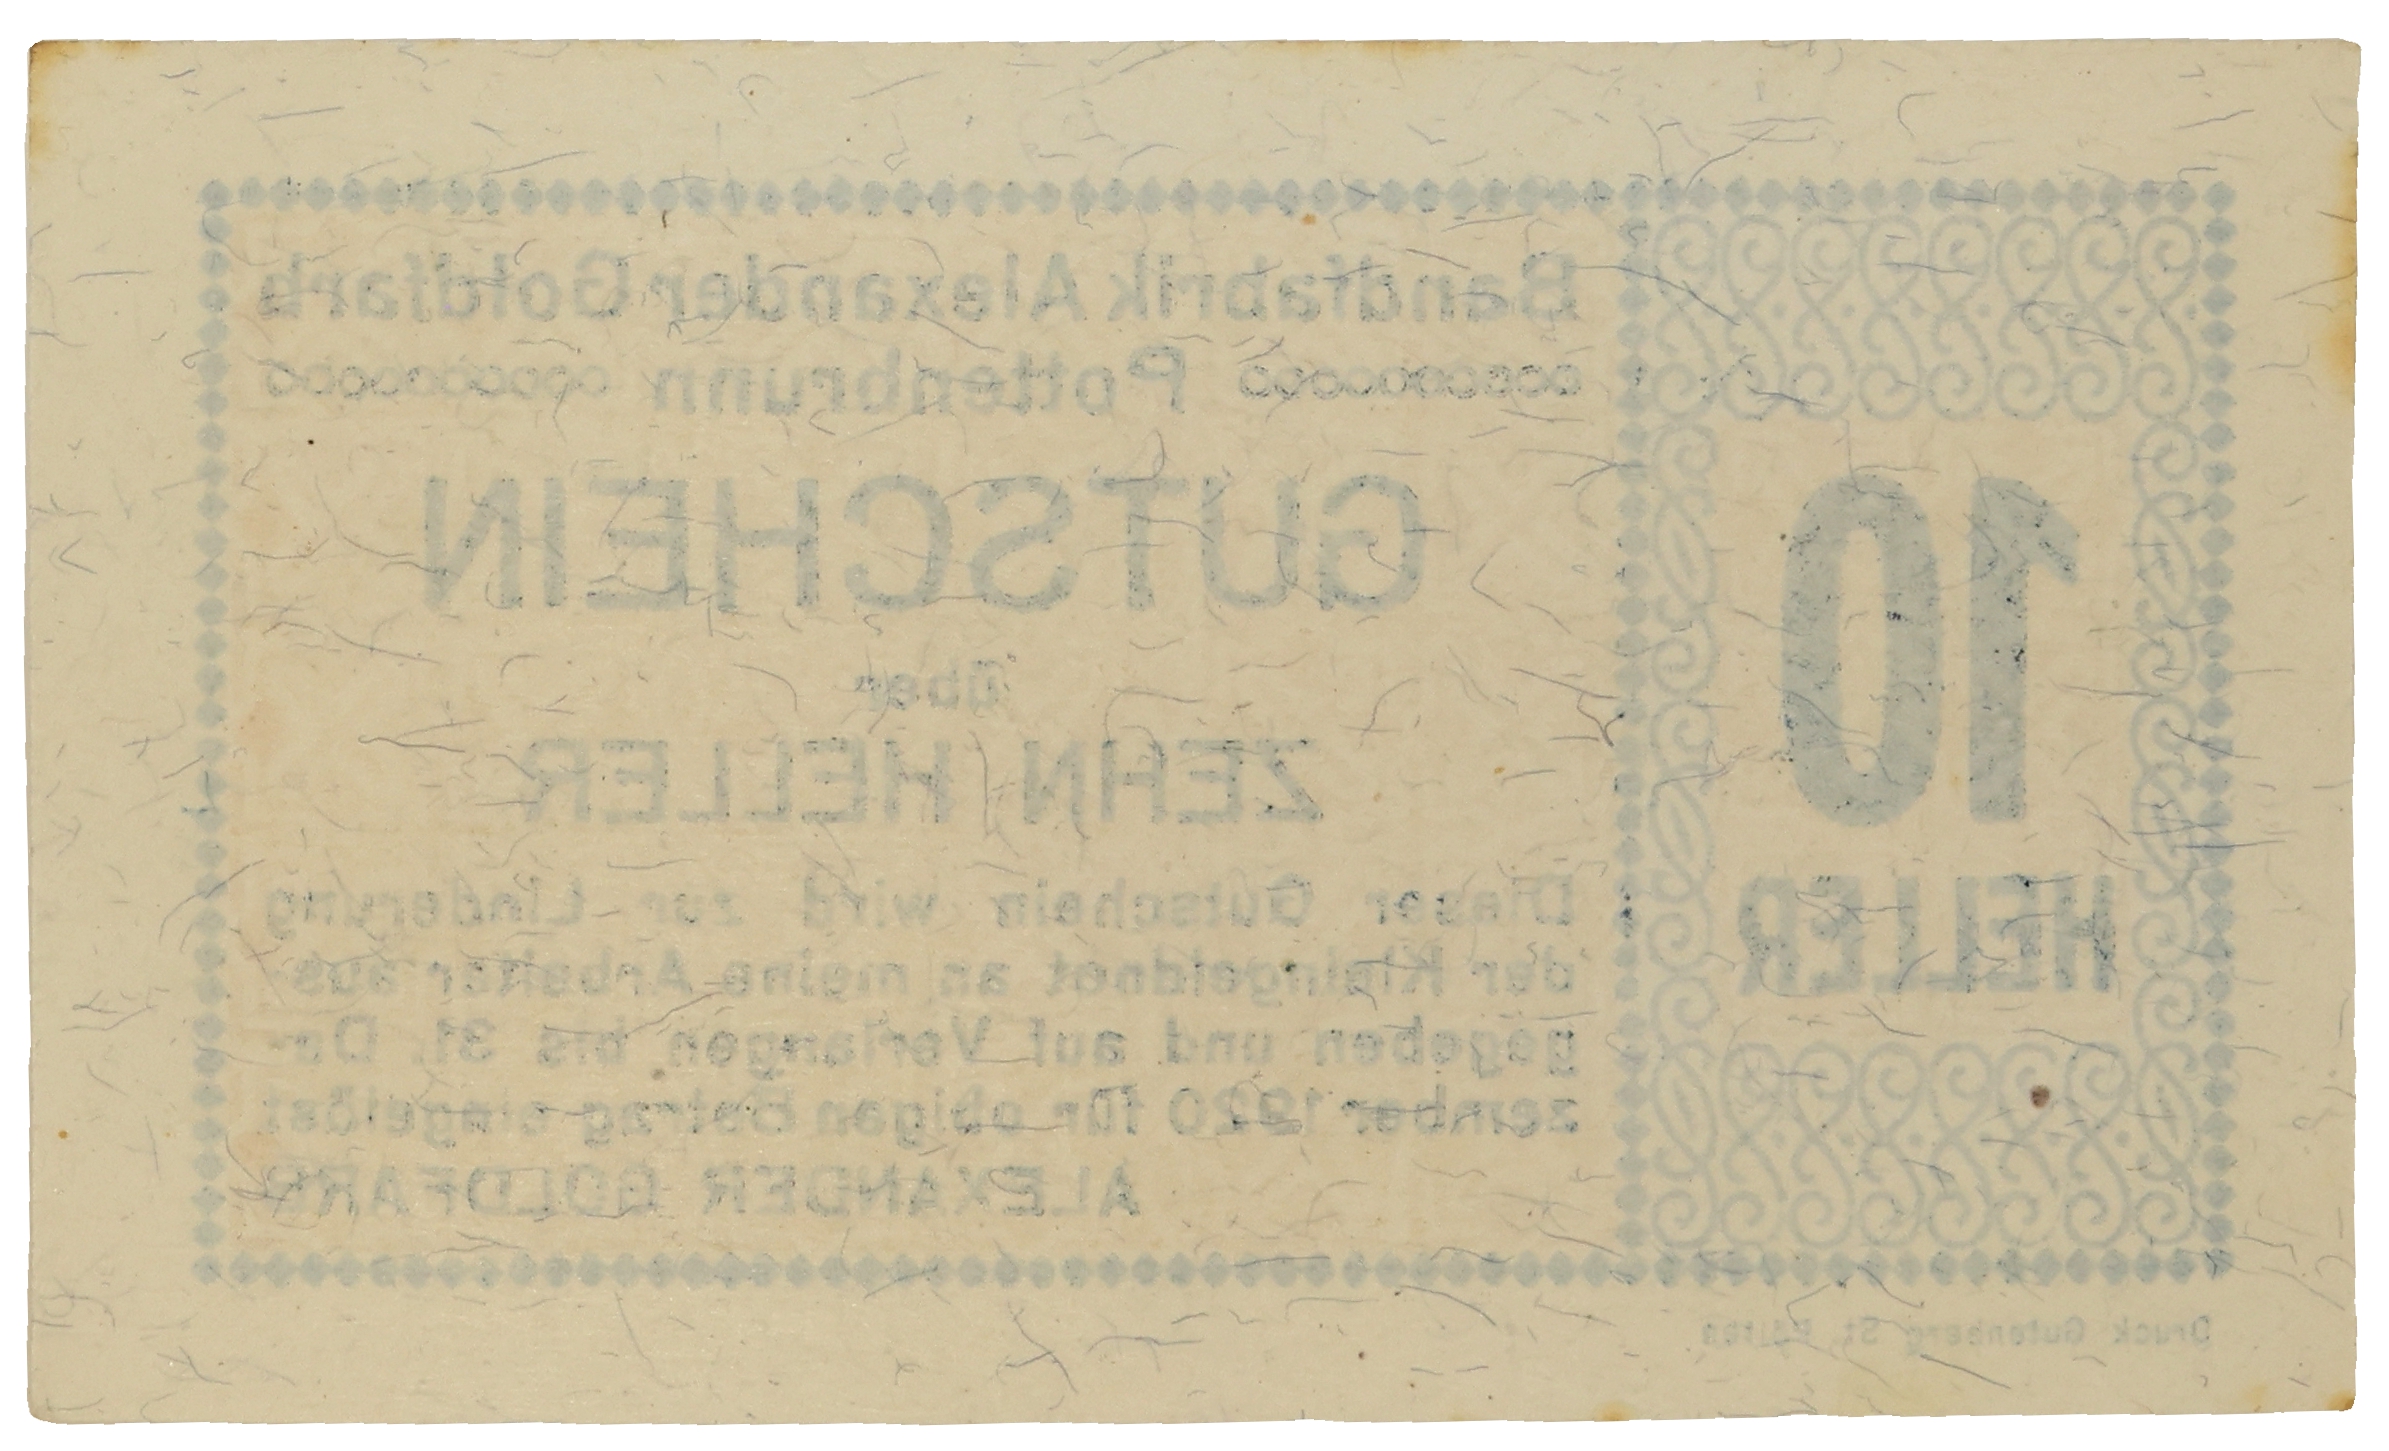 Bandfabrik Alexander Goldfarb
Pottenbrunn
GUTSCHEIN
über
ZEHN HELLER
Dieser Gutschein wird zur Linderung
der Kleingeldnot an meine Arbeiter aus-
gegeben und auf Verlangen bis 31. De-
zember 1920 für obigen Betrag eingelöst
ALEXANDER GOLDFARB
10
HELLER
Druck Gutenberg St. Pölten